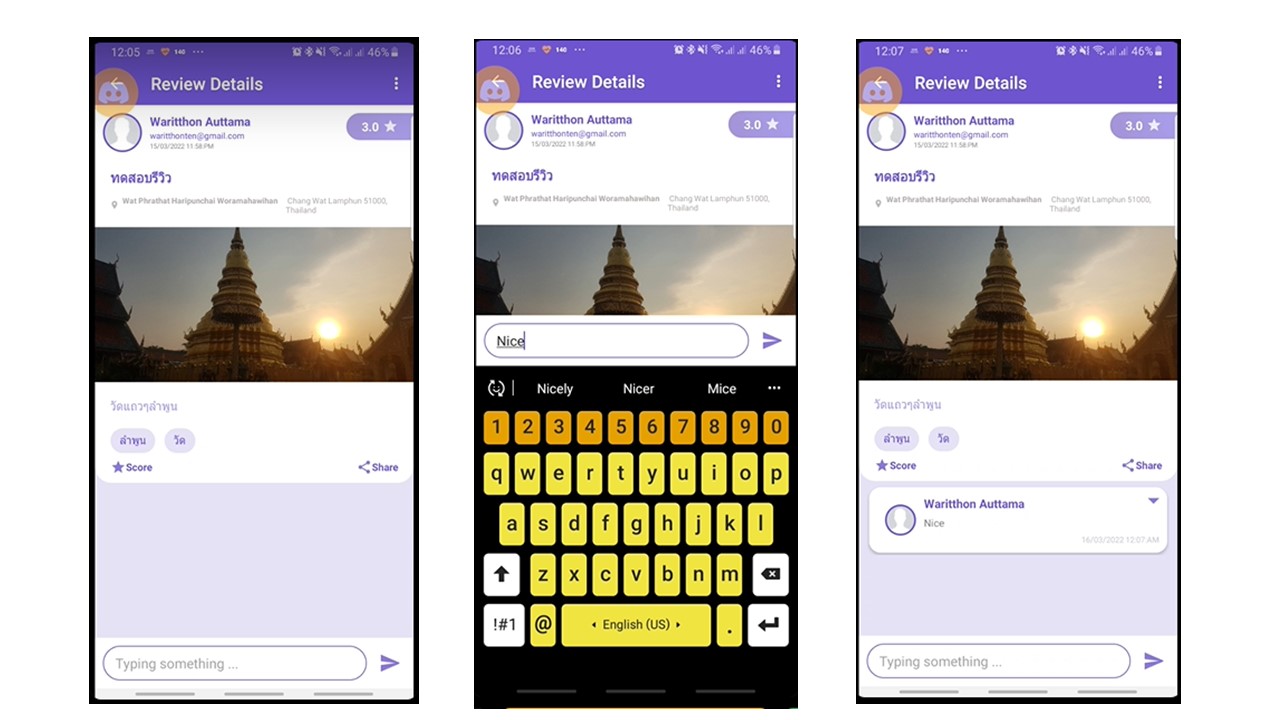 12:05 140 ... 46%
Review Details
Waritthon Auttama
waritthonten@gmail.com
15/03/2022 11:58 PM
3.0
ทดสอบรีวิว
Wat Phrathat Haripunchai Woramahawihan Chang Wat Lamphun 51000,
Thailand
วัดแถวๆลำพูน
ลำพูน วัด
Score Share
Typing something ...
12:06 140 ... 46%
Review Details
Waritthon Auttama
waritthonten@gmail.com
15/03/2022 11:58 PM
3.0
ทดสอบรีวิว
Wat Phrathat Haripunchai Woramahawihan Chang Wat Lamphun 51000,
Thailand
Nice
Nicely Nicer Mice ...
1 2 3 4 5 6 7 8 9 0
q w e r t y u i o p
a s d f g h j k l
z x c v b n m
!#1 @ English (US) .
12:07 140 ... 46%
Review Details
Waritthon Auttama
waritthonten@gmail.com
15/03/2022 11:58 PM
3.0
ทดสอบรีวิว
Wat Phrathat Haripunchai Woramahawihan Chang Wat Lamphun 51000,
Thailand
วัดแถวๆลำพูน
ลำพูน วัด
Score Share
Waritthon Auttama
Nice
16/03/2022 12:07 AM
Typing something ...